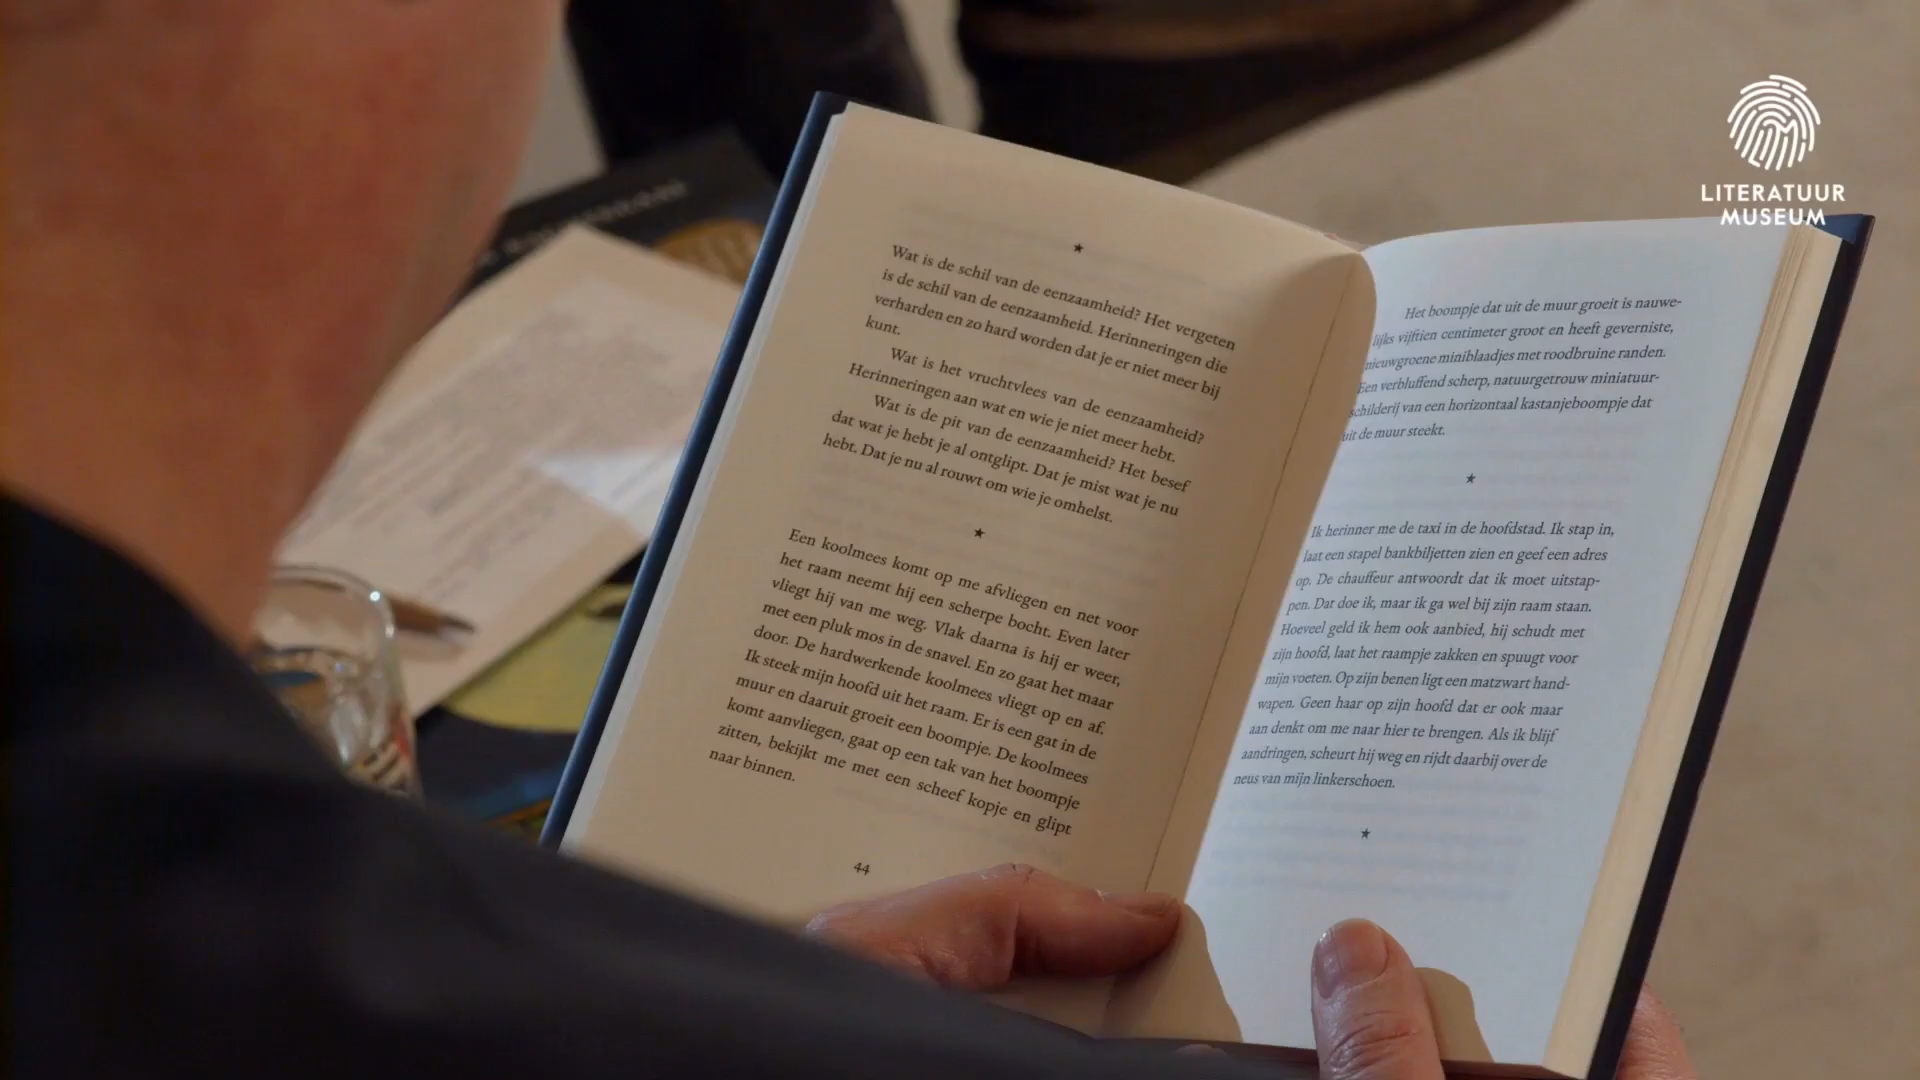 LITERATUUR
MUSEUM
★
Wat is de schil van de eenzaamheid? Het vergeten
is de schil van de eenzaamheid. Herinneringen die
verharden en zo hard worden dat je er niet meer bij
kunt.
Wat is het vruchtvlees van de eenzaamheid?
Herinneringen aan wat en wie je niet meer hebt.
Wat is de pit van de eenzaamheid? Het besef
dat wat je hebt je al ontglipt. Dat je mist wat je nu
hebt. Dat je nu al rouwt om wie je omhelst.
★
Een koolmees komt op me afvliegen en net voor
het raam neemt hij een scherpe bocht. Even later
vliegt hij van me weg. Vlak daarna is hij er weer,
met een pluk mos in de snavel. En zo gaat het maar
door. De hardwerkende koolmees vliegt op en af.
Ik steek mijn hoofd uit het raam. Er is een gat in de
muur en daaruit groeit een boompje. De koolmees
komt aanvliegen, gaat op een tak van het boompje
zitten, bekijkt me met een scheef kopje en glipt
naar binnen.
44
Het boompje dat uit de muur groeit is nauwe-
lijks vijftien centimeter groot en heeft geverniste,
nieuwgroene miniblaadjes met roodbruine randen.
Een verbluffend scherp, natuurgetrouw miniatuur-
schilderij van een horizontaal kastanjeboompje dat
uit de muur steekt.
★
Ik herinner me de taxi in de hoofdstad. Ik stap in,
laat een stapel bankbiljetten zien en geef een adres
op. De chauffeur antwoordt dat ik moet uitstap-
pen. Dat doe ik, maar ik ga wel bij zijn raam staan.
Hoeveel geld ik hem ook aanbied, hij schudt met
zijn hoofd, laat het raampje zakken en spuugt voor
mijn voeten. Op zijn benen ligt een matzwart hand-
wapen. Geen haar op zijn hoofd dat er ook maar
aan denkt om me naar hier te brengen. Als ik blijf
aandringen, scheurt hij weg en rijdt daarbij over de
neus van mijn linkerschoen.
★